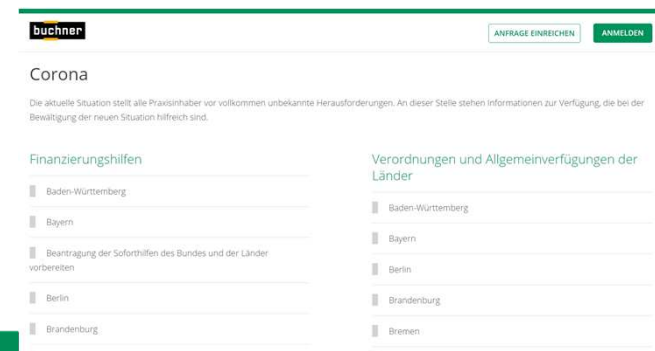 buchner
ANFRAGE EINREICHEN
ANMELDEN
Corona
Die aktuelle Situation stellt alle Praxisinhaber vor vollkommen unbekannte Herausforderungen. An dieser Stelle stehen Informationen zur Verfügung, die bei der
Bewältigung der neuen Situation hilfreich sind.
Finanzierungshilfen
Baden-Württemberg
Bayern
Beantragung der Soforthilfen des Bundes und der Länder
vorbereiten
Berlin
Brandenburg
Verordnungen und Allgemeinverfügungen der
Länder
Baden-Württemberg
Bayern
Berlin
Brandenburg
Bremen